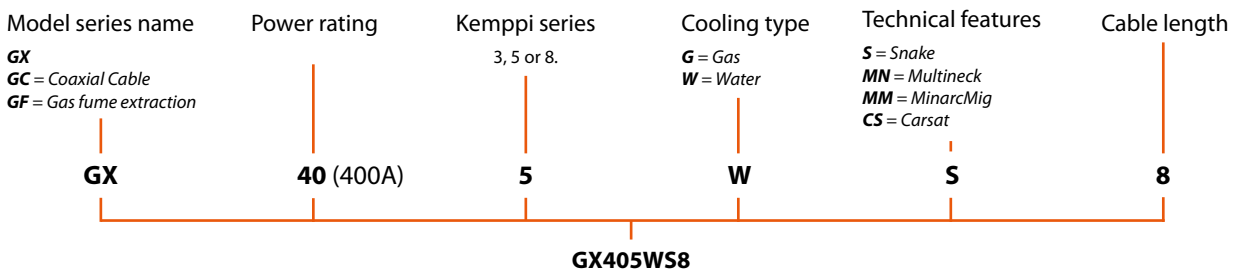 Model series name
GX
GC = Coaxial Cable
GF = Gas fume extraction
Power rating
Kemppi series
3, 5 or 8.
Cooling type
G = Gas
W = Water
Technical features
S = Snake
MN = Multineck
MM = MinarcMig
CS = Carsat
Cable length
GX
40 (400A)
5
W
S
8
GX405WS8